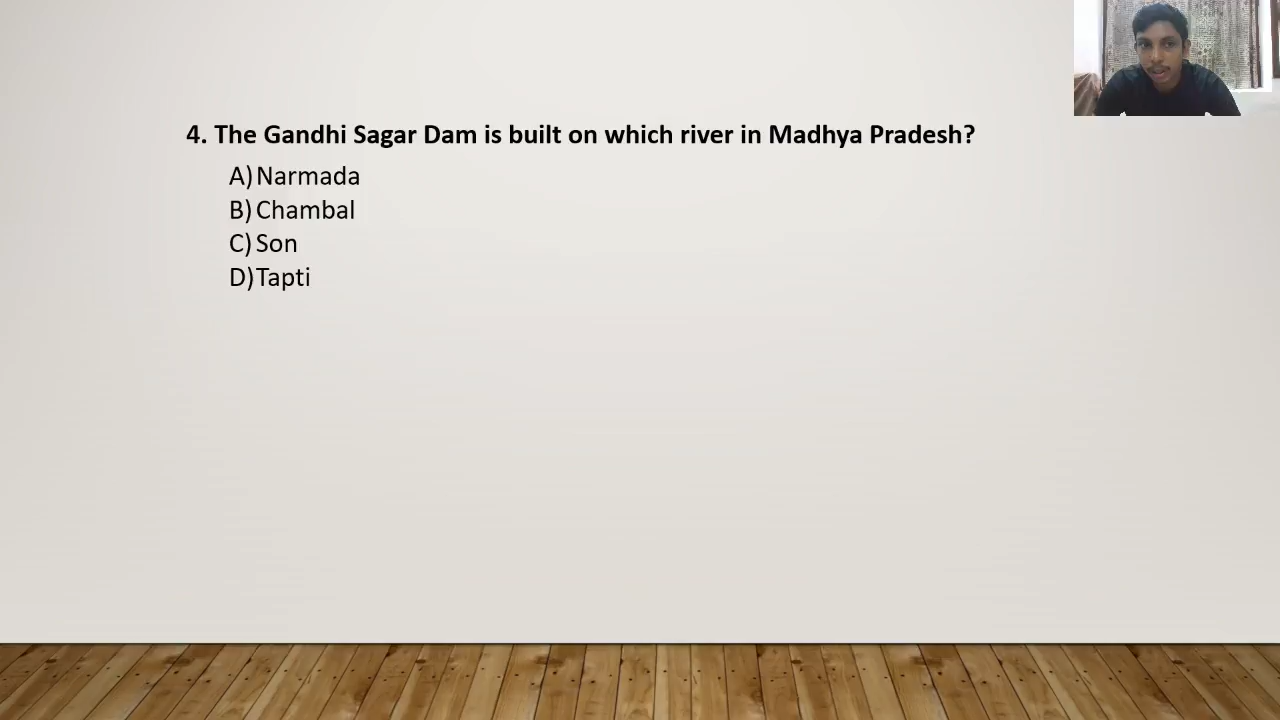 4. The Gandhi Sagar Dam is built on which river in Madhya Pradesh?
A) Narmada
B) Chambal
C) Son
D) Tapti